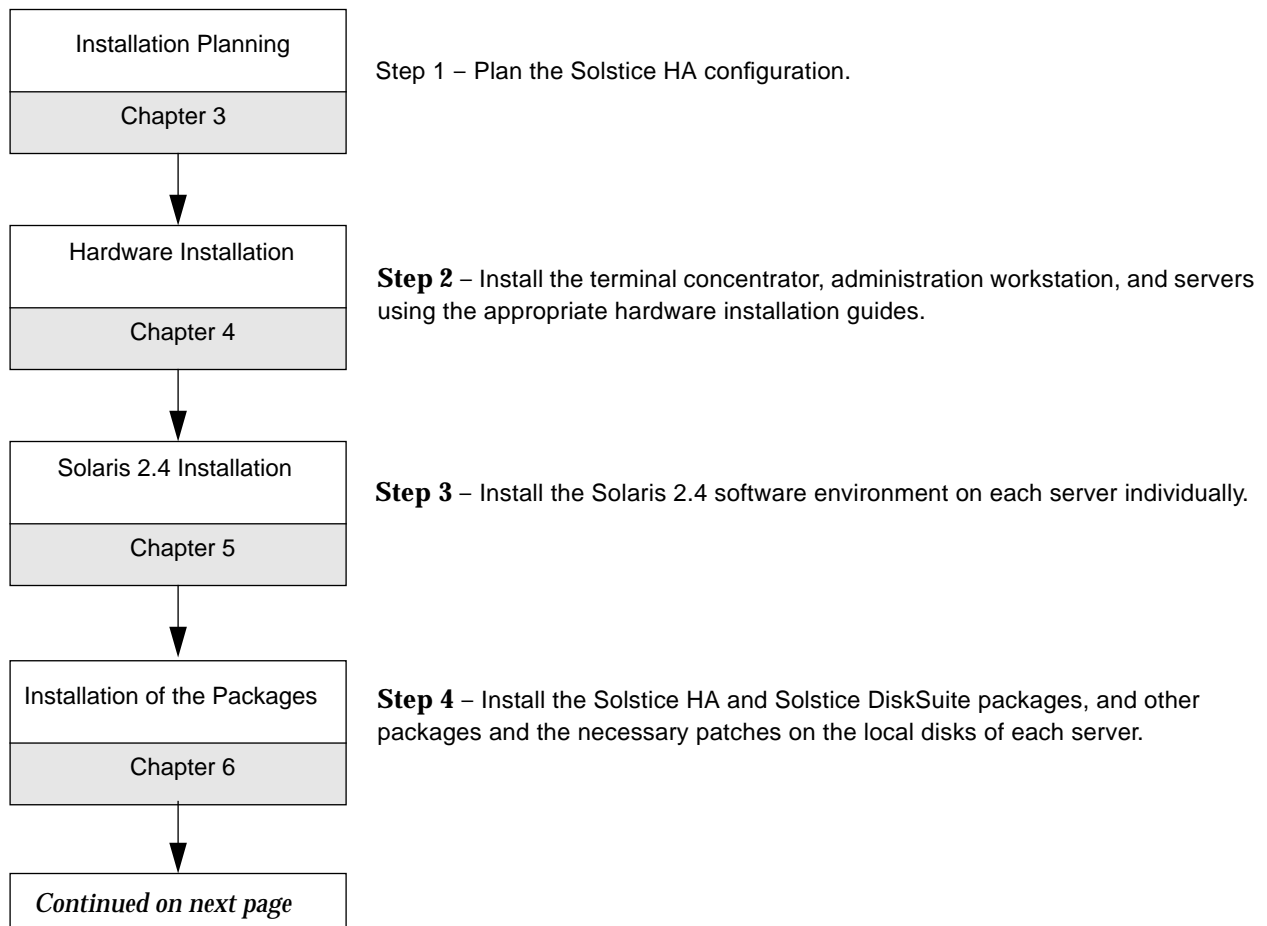 Installation Planning
Step 1 – Plan the Solstice HA configuration.
Chapter 3
Hardware Installation
Step 2 – Install the terminal concentrator, administration workstation, and servers
using the appropriate hardware installation guides.
Chapter 4
Solaris 2.4 Installation
Step 3 – Install the Solaris 2.4 software environment on each server individually.
Chapter 5
Installation of the Packages
Step 4 – Install the Solstice HA and Solstice DiskSuite packages, and other
packages and the necessary patches on the local disks of each server.
Chapter 6
Continued on next page